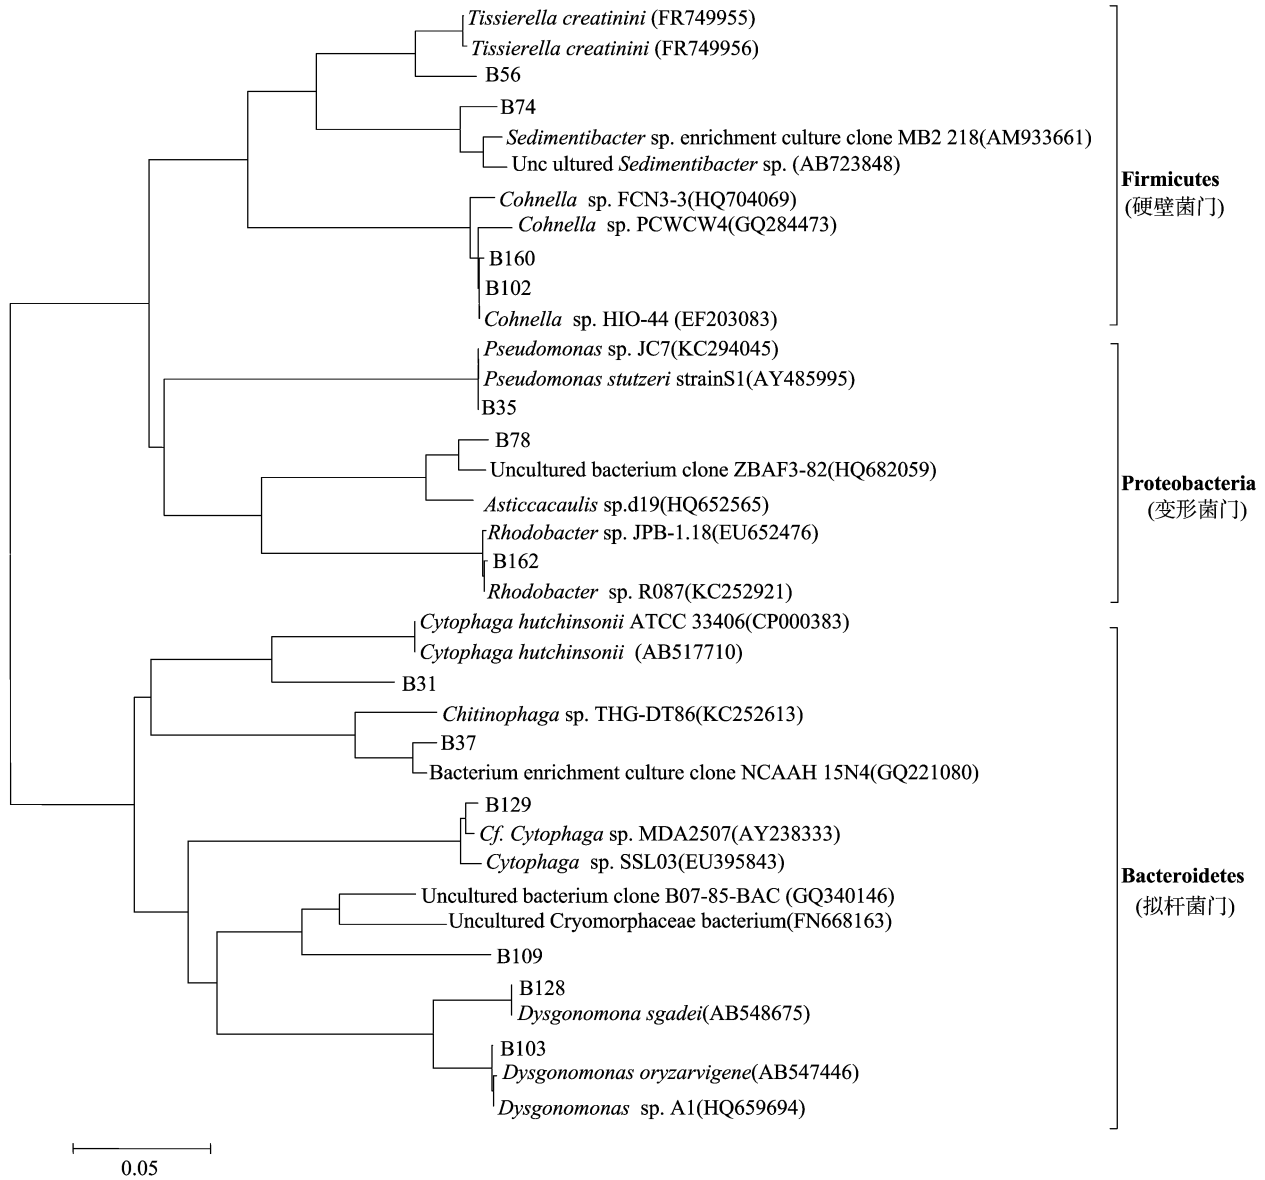 Tissierella creatinini (FR749955)
Tissierella creatinini (FR749956)
B56
B74
Sedimentibacter sp. enrichment culture clone MB2 218(AM933661)
Unc ultured Sedimentibacter sp. (AB723848)
Cohnella sp. FCN3-3(HQ704069)
Cohnella sp. PCWCW4(GQ284473)
B160
B102
Cohnella sp. HIO-44 (EF203083)
Firmicutes
(硬壁菌门)
Pseudomonas sp. JC7(KC294045)
Pseudomonas stutzeri strainS1(AY485995)
B35
B78
Uncultured bacterium clone ZBAF3-82(HQ682059)
Asticcacaulis sp.d19(HQ652565)
Rhodobacter sp. JPB-1.18(EU652476)
B162
Rhodobacter sp. R087(KC252921)
Proteobacteria
(变形菌门)
Cytophaga hutchinsonii ATCC 33406(CP000383)
Cytophaga hutchinsonii (AB517710)
B31
Chitinophaga sp. THG-DT86(KC252613)
B37
Bacterium enrichment culture clone NCAAH 15N4(GQ221080)
B129
Cf. Cytophaga sp. MDA2507(AY238333)
Cytophaga sp. SSL03(EU395843)
Uncultured bacterium clone B07-85-BAC (GQ340146)
Uncultured Cryomorphaceae bacterium(FN668163)
B109
B128
Dysgonomona sgadei(AB548675)
B103
Dysgonomonas oryzarvigene(AB547446)
Dysgonomonas sp. A1(HQ659694)
Bacteroidetes
(拟杆菌门)
0.05